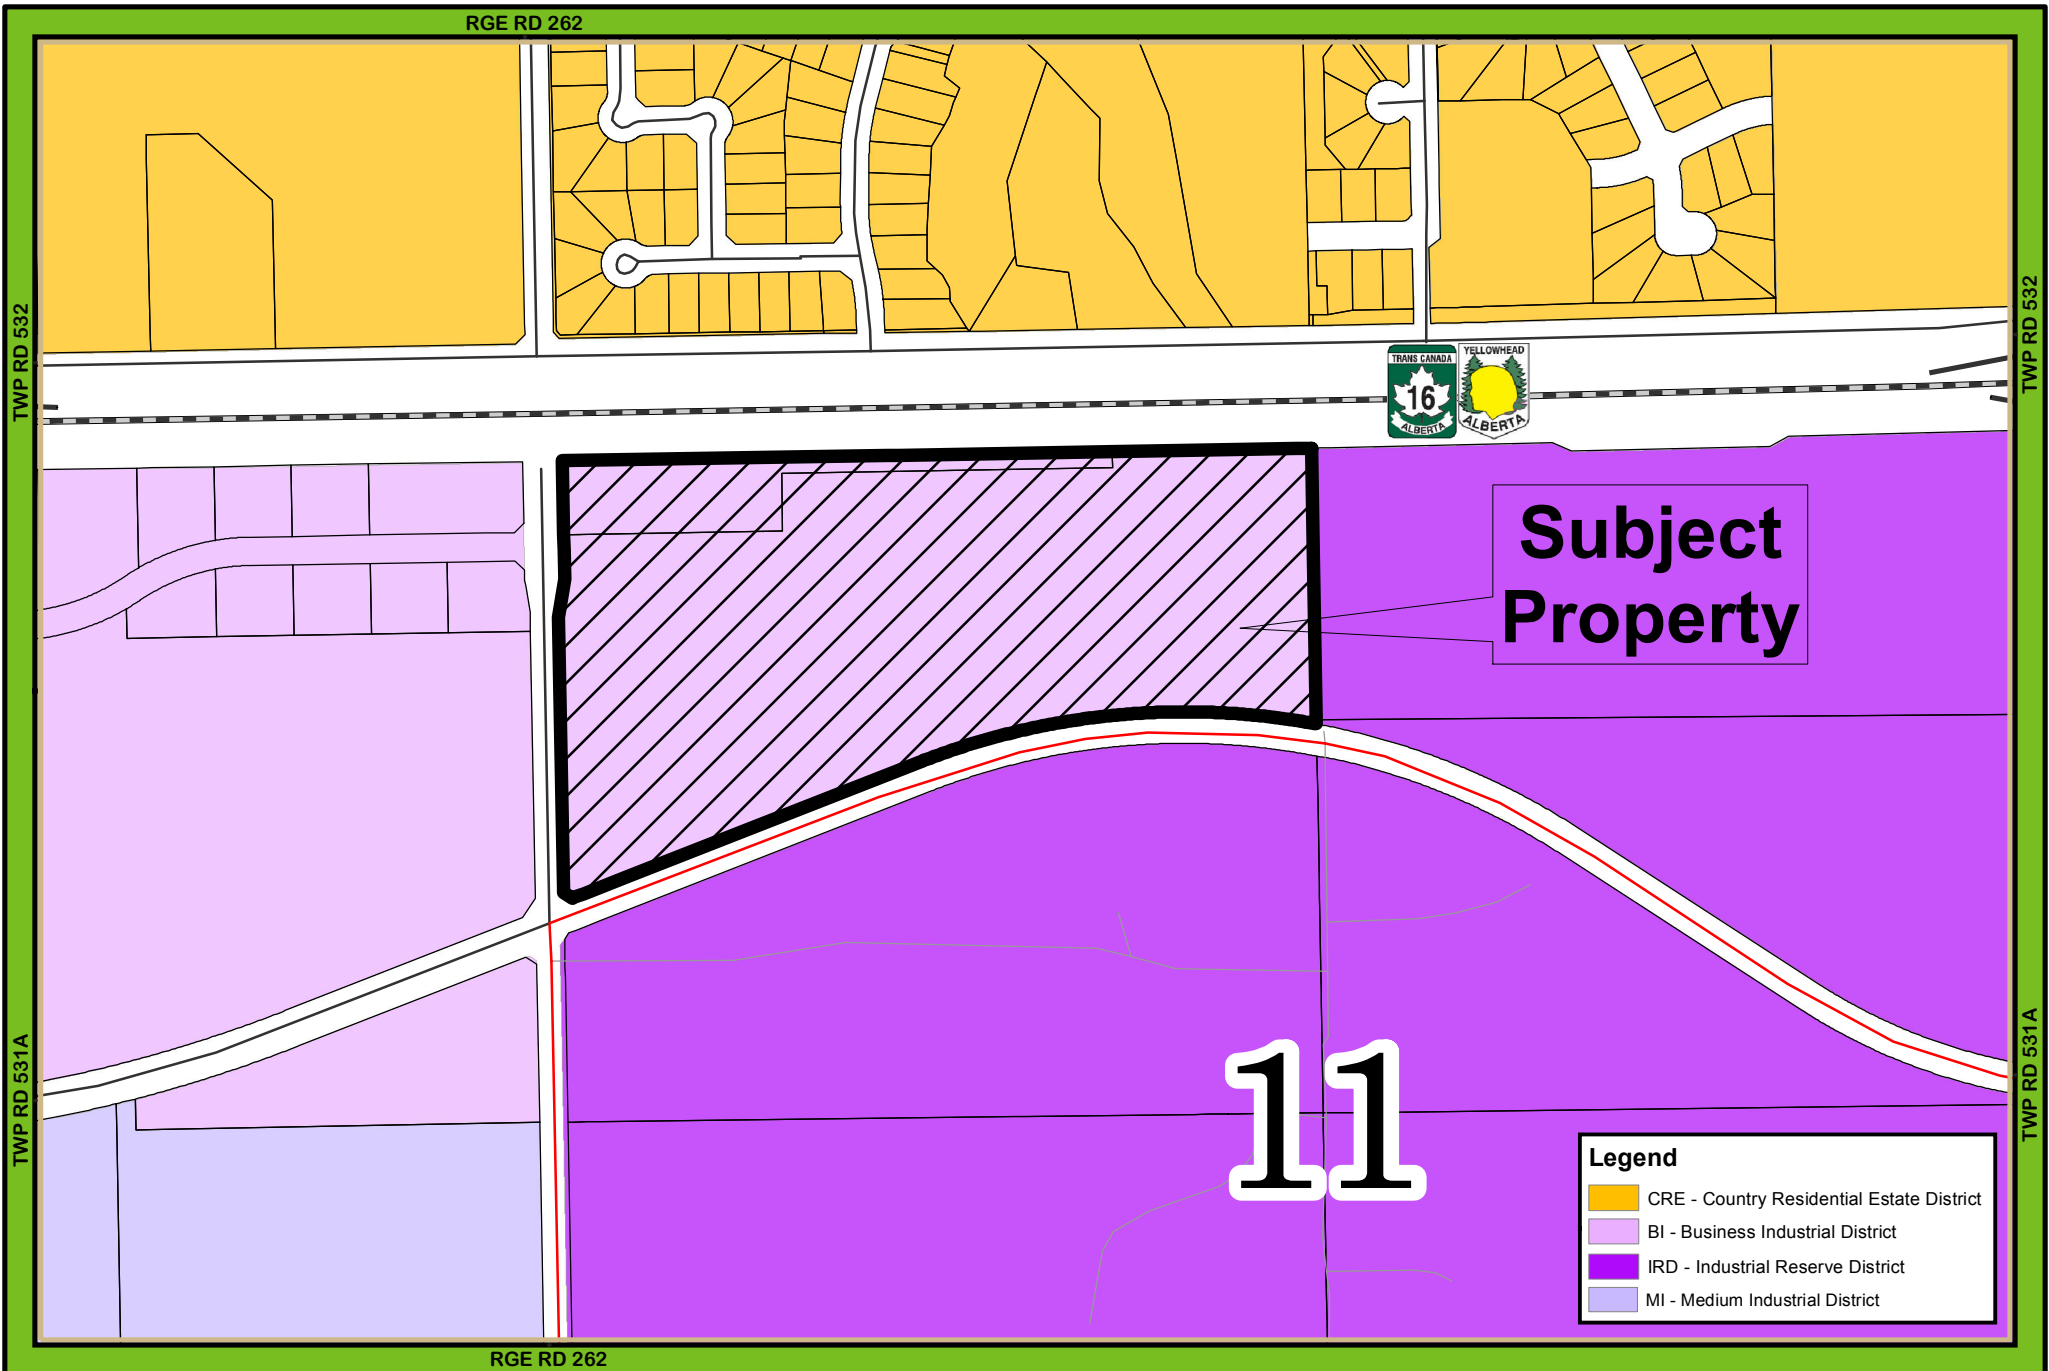 RGE RD 262
TWP RD 532
TWP RD 532
TRANS CANADA
16
ALBERTA
YELLOWHEAD
ALBERTA
Subject
Property
TWP RD 531A
TWP RD 531A
11
Legend
CRE - Country Residential Estate District
BI - Business Industrial District
IRD - Industrial Reserve District
MI - Medium Industrial District
RGE RD 262